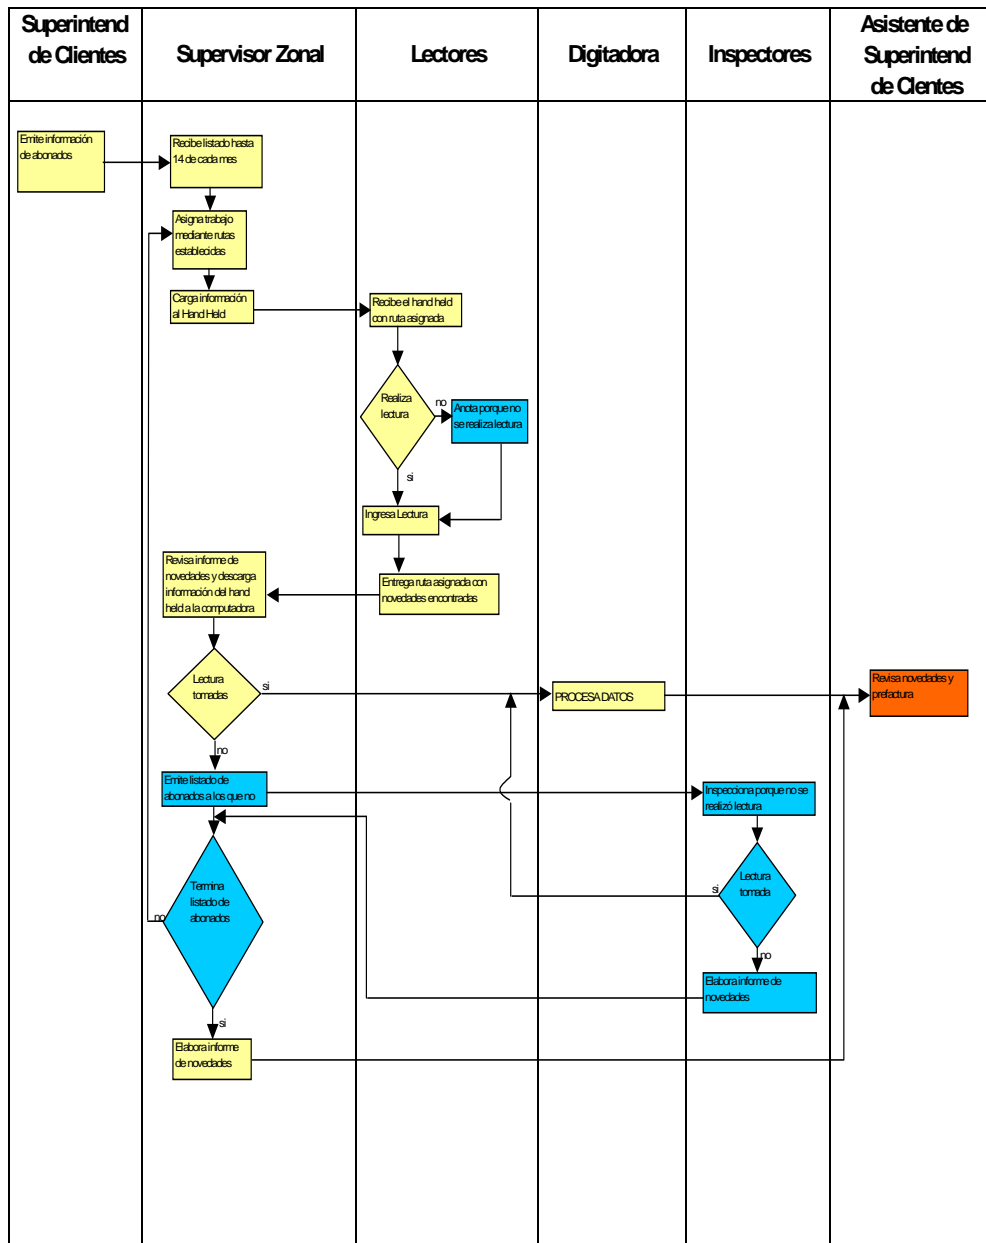 Superintend
de Clientes
Supervisor Zonal
Lectores
Digitadora
Inspectores
Asistente de
Superintend
de Clentes
Emite información
de abonados
Recibe listado hasta
14 de cada mes
Asigna trabajo
mediante rutas
establecidas
Carga información
al Hand Held
Recibe el hand held
con ruta asignada
Realiza
lectura
no
Anota porque no
se realiza lectura
si
Ingresa Lectura
Entrega ruta asignada con
novedades encontradas
Revisa informe de
novedades y descarga
información del hand
held a la computadora
Lectura
tomadas
si
PROCESA DATOS
Revisa novedades y
prefactura
no
Emite listado de
abonados a los que no
Inspecciona porque no se
realizó lectura
Lectura
tomada
si
no
Elabora informe de
novedades
Termina
listado de
abonados
no
si
Elabora informe
de novedades